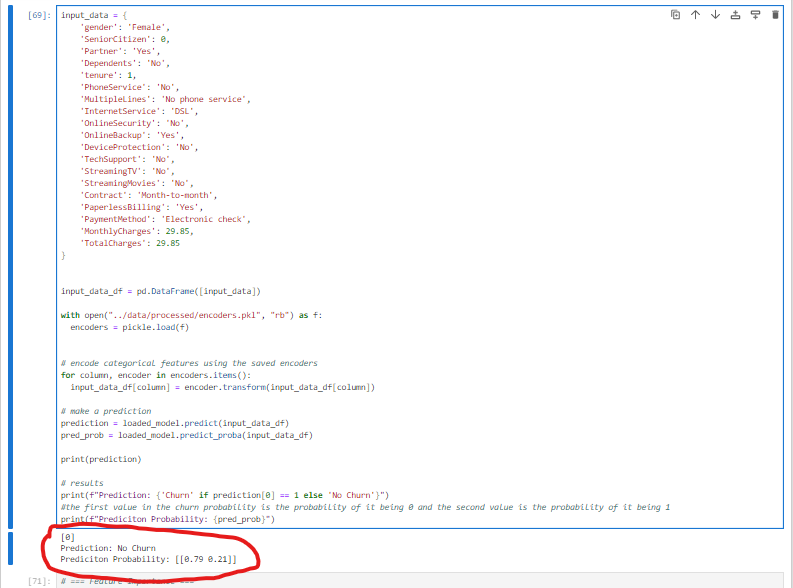 [69]:
input_data = {
    'gender': 'Female',
    'SeniorCitizen': 0,
    'Partner': 'Yes',
    'Dependents': 'No',
    'tenure': 1,
    'PhoneService': 'No',
    'MultipleLines': 'No phone service',
    'InternetService': 'DSL',
    'OnlineSecurity': 'No',
    'OnlineBackup': 'Yes',
    'DeviceProtection': 'No',
    'TechSupport': 'No',
    'StreamingTV': 'No',
    'StreamingMovies': 'No',
    'Contract': 'Month-to-month',
    'PaperlessBilling': 'Yes',
    'PaymentMethod': 'Electronic check',
    'MonthlyCharges': 29.85,
    'TotalCharges': 29.85
}
input_data_df = pd.DataFrame([input_data])
with open("../data/processed/encoders.pkl", "rb") as f:
  encoders = pickle.load(f)
# encode categorical features using the saved encoders
for column, encoder in encoders.items():
  input_data_df[column] = encoder.transform(input_data_df[column])
# make a prediction
prediction = loaded_model.predict(input_data_df)
pred_prob = loaded_model.predict_proba(input_data_df)
print(prediction)
# results
print(f"Prediction: {'Churn' if prediction[0] == 1 else 'No Churn'}")
#the first value in the churn probability is the probability of it being 0 and the second value is the probability of it being 1
print(f"Prediciton Probability: {pred_prob}")
[0]
Prediction: No Churn
Prediciton Probability: [[0.79 0.21]]
[71]:
# === Feature Importance ===